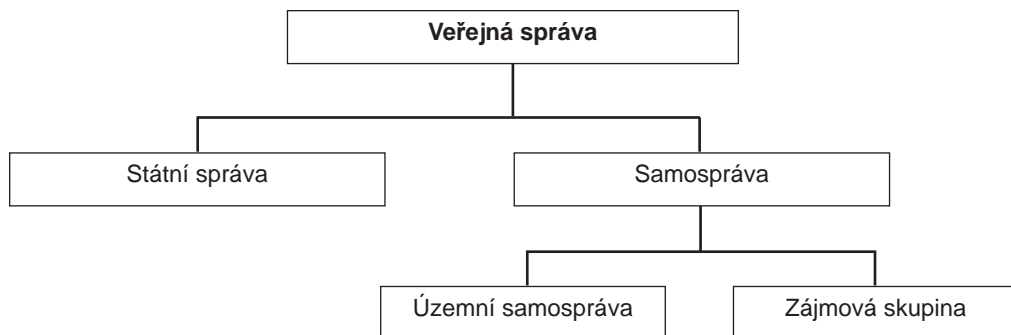 Veřejná správa
Státní správa
Samospráva
Územní samospráva
Zájmová skupina